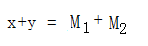 x+y = M₁+ M₂